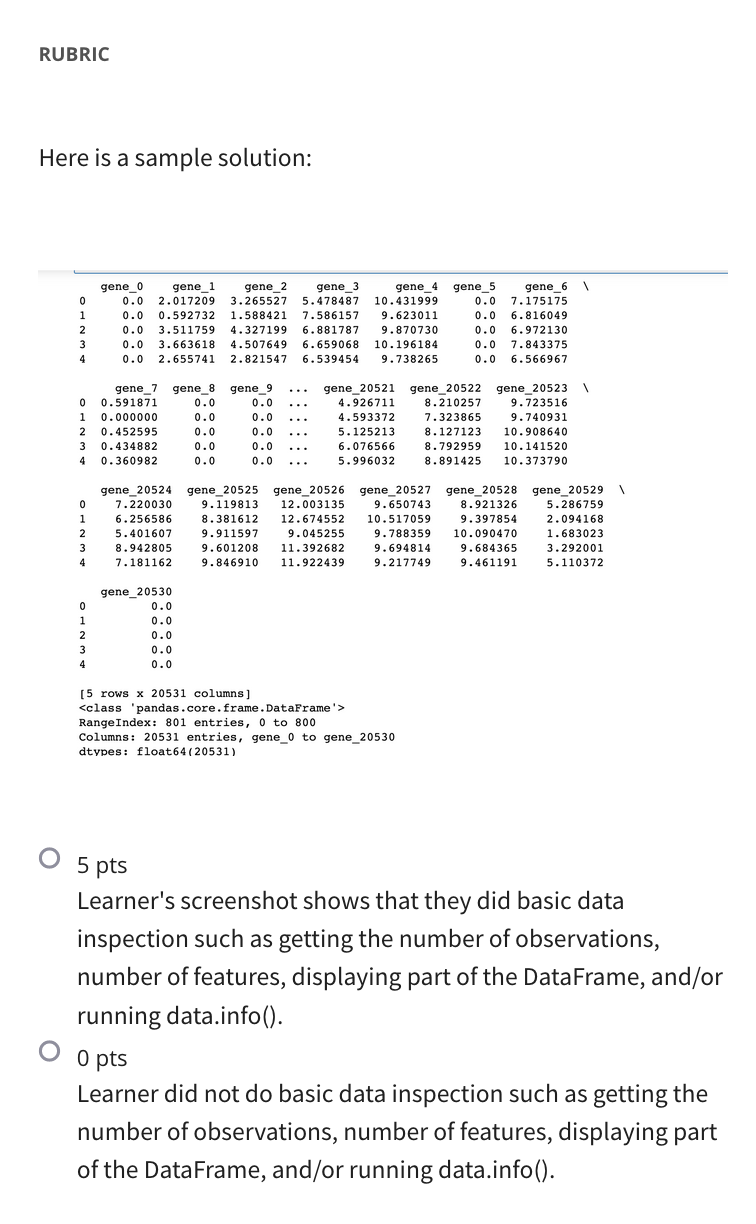 RUBRIC
Here is a sample solution:
gene_0 gene_1 gene_2 gene_3 gene_4 gene_5 gene_6 \
0 0.0 2.017209 3.265527 5.478487 10.431999 0.0 7.175175
1 0.0 0.592732 1.588421 7.586157 9.623011 0.0 6.816049
2 0.0 3.511759 4.327199 6.881787 9.870730 0.0 6.972130
3 0.0 3.663618 4.507649 6.659068 10.196184 0.0 7.843375
4 0.0 2.655741 2.821547 6.539454 9.738265 0.0 6.566967
gene_7 gene_8 gene_9 ... gene_20521 gene_20522 gene_20523 \
0 0.591871 0.0 0.0 ... 4.926711 8.210257 9.723516
1 0.000000 0.0 0.0 ... 4.593372 7.323865 9.740931
2 0.452595 0.0 0.0 ... 5.125213 8.127123 10.908640
3 0.434882 0.0 0.0 ... 6.076566 8.792959 10.141520
4 0.360982 0.0 0.0 ... 5.996032 8.891425 10.373790
gene_20524 gene_20525 gene_20526 gene_20527 gene_20528 gene_20529 \
0 7.220030 9.119813 12.003135 9.650743 8.921326 5.286759
1 6.256586 8.381612 12.674552 10.517059 9.397854 2.094168
2 5.401607 9.911597 9.045255 9.788359 10.090470 1.683023
3 8.942805 9.601208 11.392682 9.694814 9.684365 3.292001
4 7.181162 9.846910 11.922439 9.217749 9.461191 5.110372
gene_20530
0 0.0
1 0.0
2 0.0
3 0.0
4 0.0
[5 rows x 20531 columns]
<class 'pandas.core.frame.DataFrame'>
RangeIndex: 801 entries, 0 to 800
Columns: 20531 entries, gene_0 to gene_20530
dtypes: float64(20531)
5 pts
Learner's screenshot shows that they did basic data
inspection such as getting the number of observations,
number of features, displaying part of the DataFrame, and/or
running data.info().
0 pts
Learner did not do basic data inspection such as getting the
number of observations, number of features, displaying part
of the DataFrame, and/or running data.info().